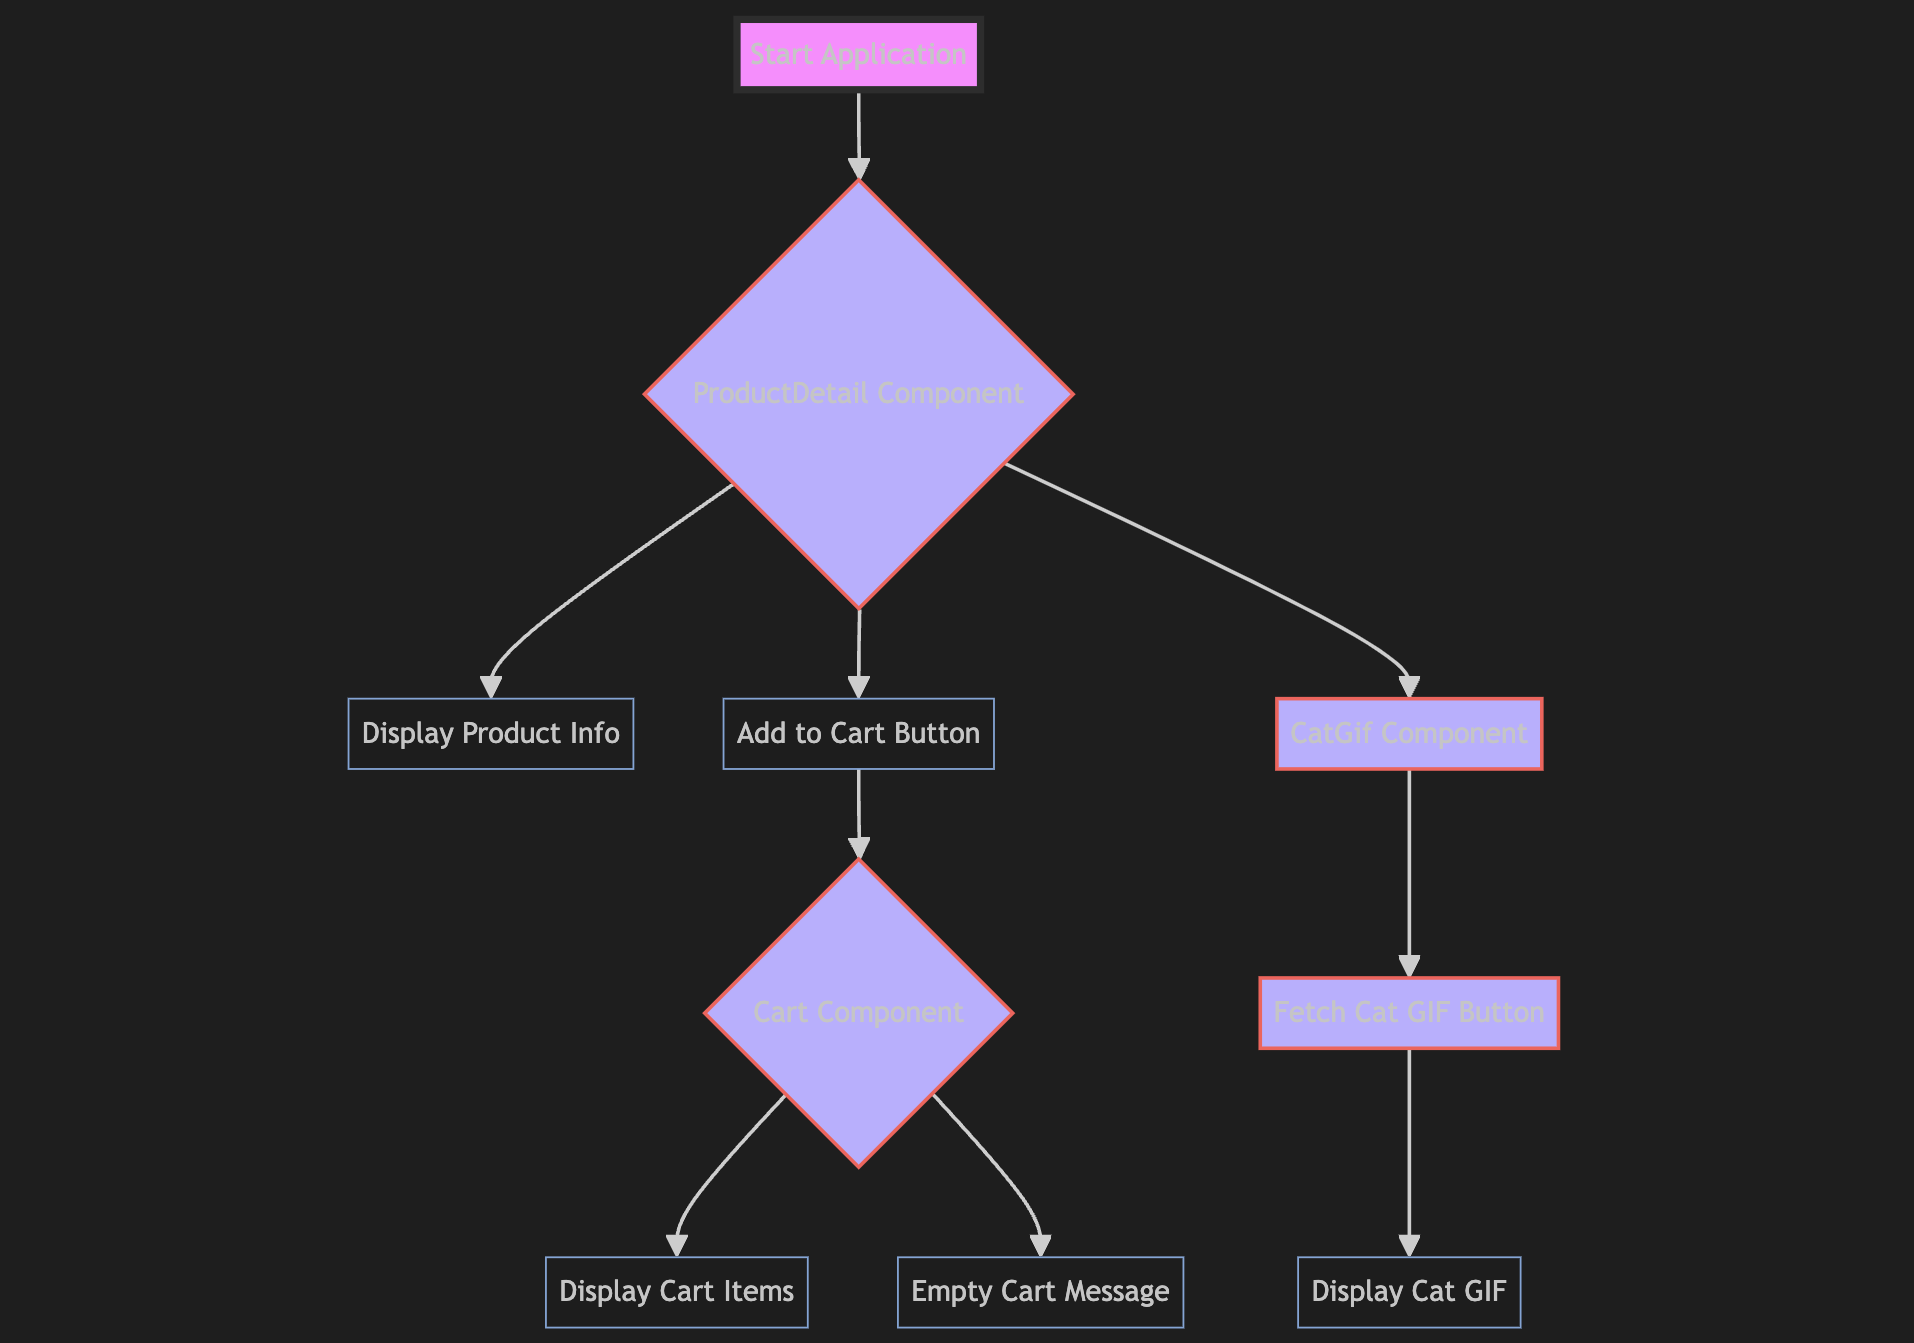 Start Application
ProductDetail Component
Display Product Info
Add to Cart Button
CatGif Component
Cart Component
Fetch Cat GIF Button
Display Cart Items
Empty Cart Message
Display Cat GIF